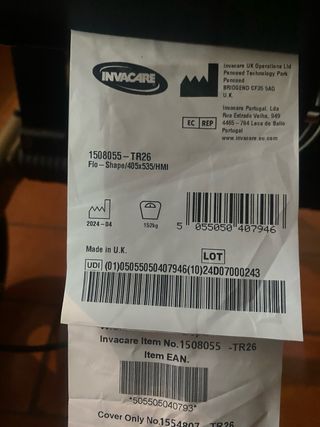 INVACARE
Invacare UK Operations Ltd
Pencoed Technology Park
Pencoed
BRIDGEND CF35 5AQ
U.K.
EC REP
Invacare Portugal, Lda
Rua Estrada Velha, 949
4465 - 784 Leca do Balio
Portugal
www.invacare.eu.com
1508055-TR26
Flo-Shape/405x535/HMI
2024-04
152kg
5 055050 407946
Made in U.K.
LOT
UDI (01)05055050407946(10)24D07000243
Invacare Item No.1508055 -TR26
Item EAN.
*505505040793*
Cover Only No 1554807 -TR26